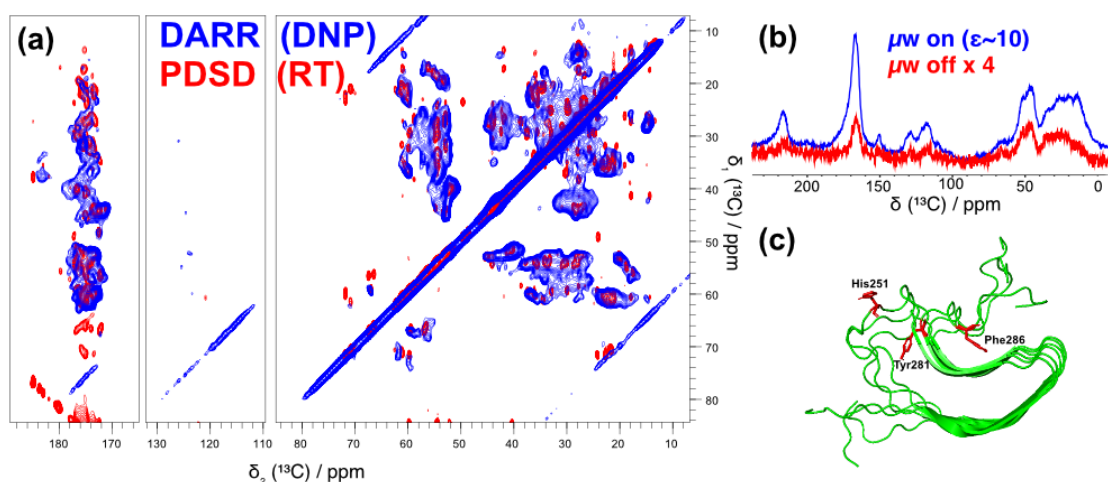 (a)
DARR (DNP)
PDSD (RT)
10
20
30
40
50
60
70
80
δ₁ (¹³C) / ppm
180 170
130 120 110
80 70 60 50 40 30 20 10
δ₂ (¹³C) / ppm
(b)
μw on (ε~10)
μw off x 4
200 150 100 50 0
δ (¹³C) / ppm
(c)
His251
Tyr281
Phe286